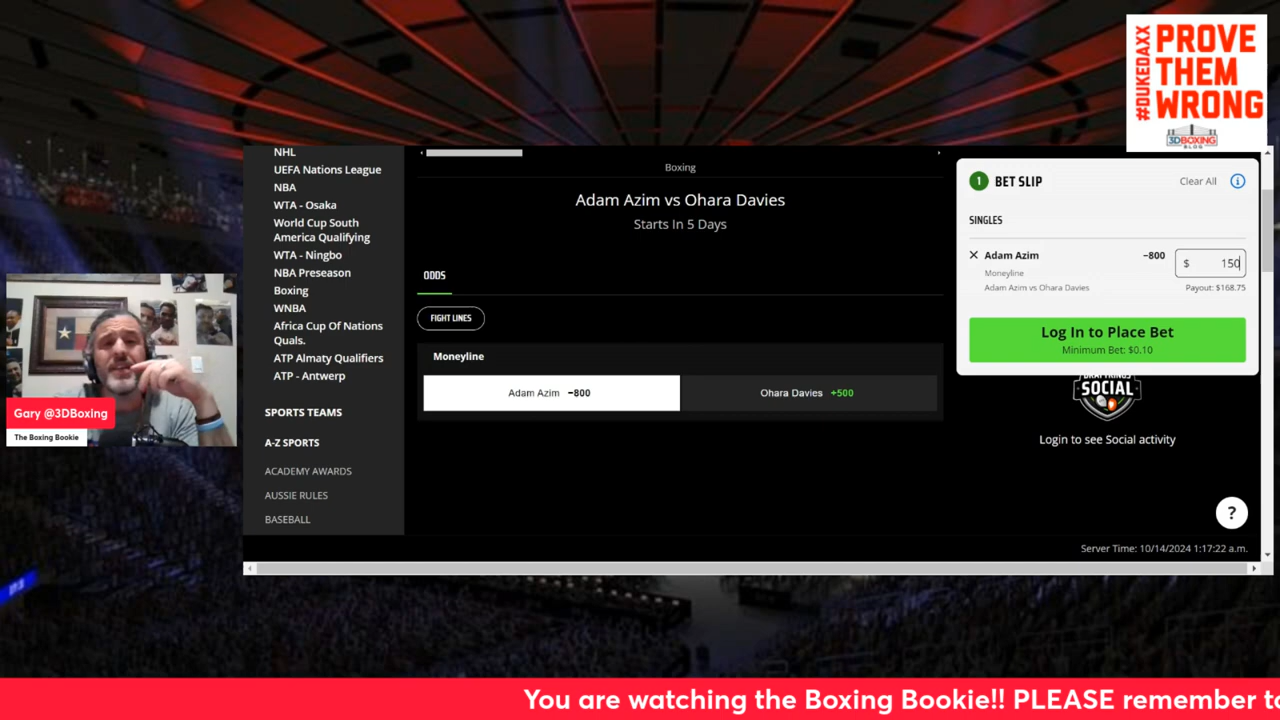 #DUKEDAXX
PROVE
THEM
WRONG
3DBOXING
BLOG
NHL
UEFA Nations League
NBA
WTA - Osaka
World Cup South
America Qualifying
WTA - Ningbo
NBA Preseason
Boxing
WNBA
Africa Cup Of Nations
Quals.
ATP Almaty Qualifiers
ATP - Antwerp
SPORTS TEAMS
A-Z SPORTS
ACADEMY AWARDS
AUSSIE RULES
BASEBALL
Boxing
Adam Azim vs Ohara Davies
Starts In 5 Days
ODDS
FIGHT LINES
Moneyline
Adam Azim −800
Ohara Davies +500
1 BET SLIP
Clear All
SINGLES
Adam Azim −800
$ 150
Moneyline
Adam Azim vs Ohara Davies
Payout: $168.75
Log In to Place Bet
Minimum Bet: $0.10
DRAFTKINGS
SOCIAL
Login to see Social activity
?
Server Time: 10/14/2024 1:17:22 a.m.
Gary @3DBoxing
The Boxing Bookie
You are watching the Boxing Bookie!! PLEASE remember to